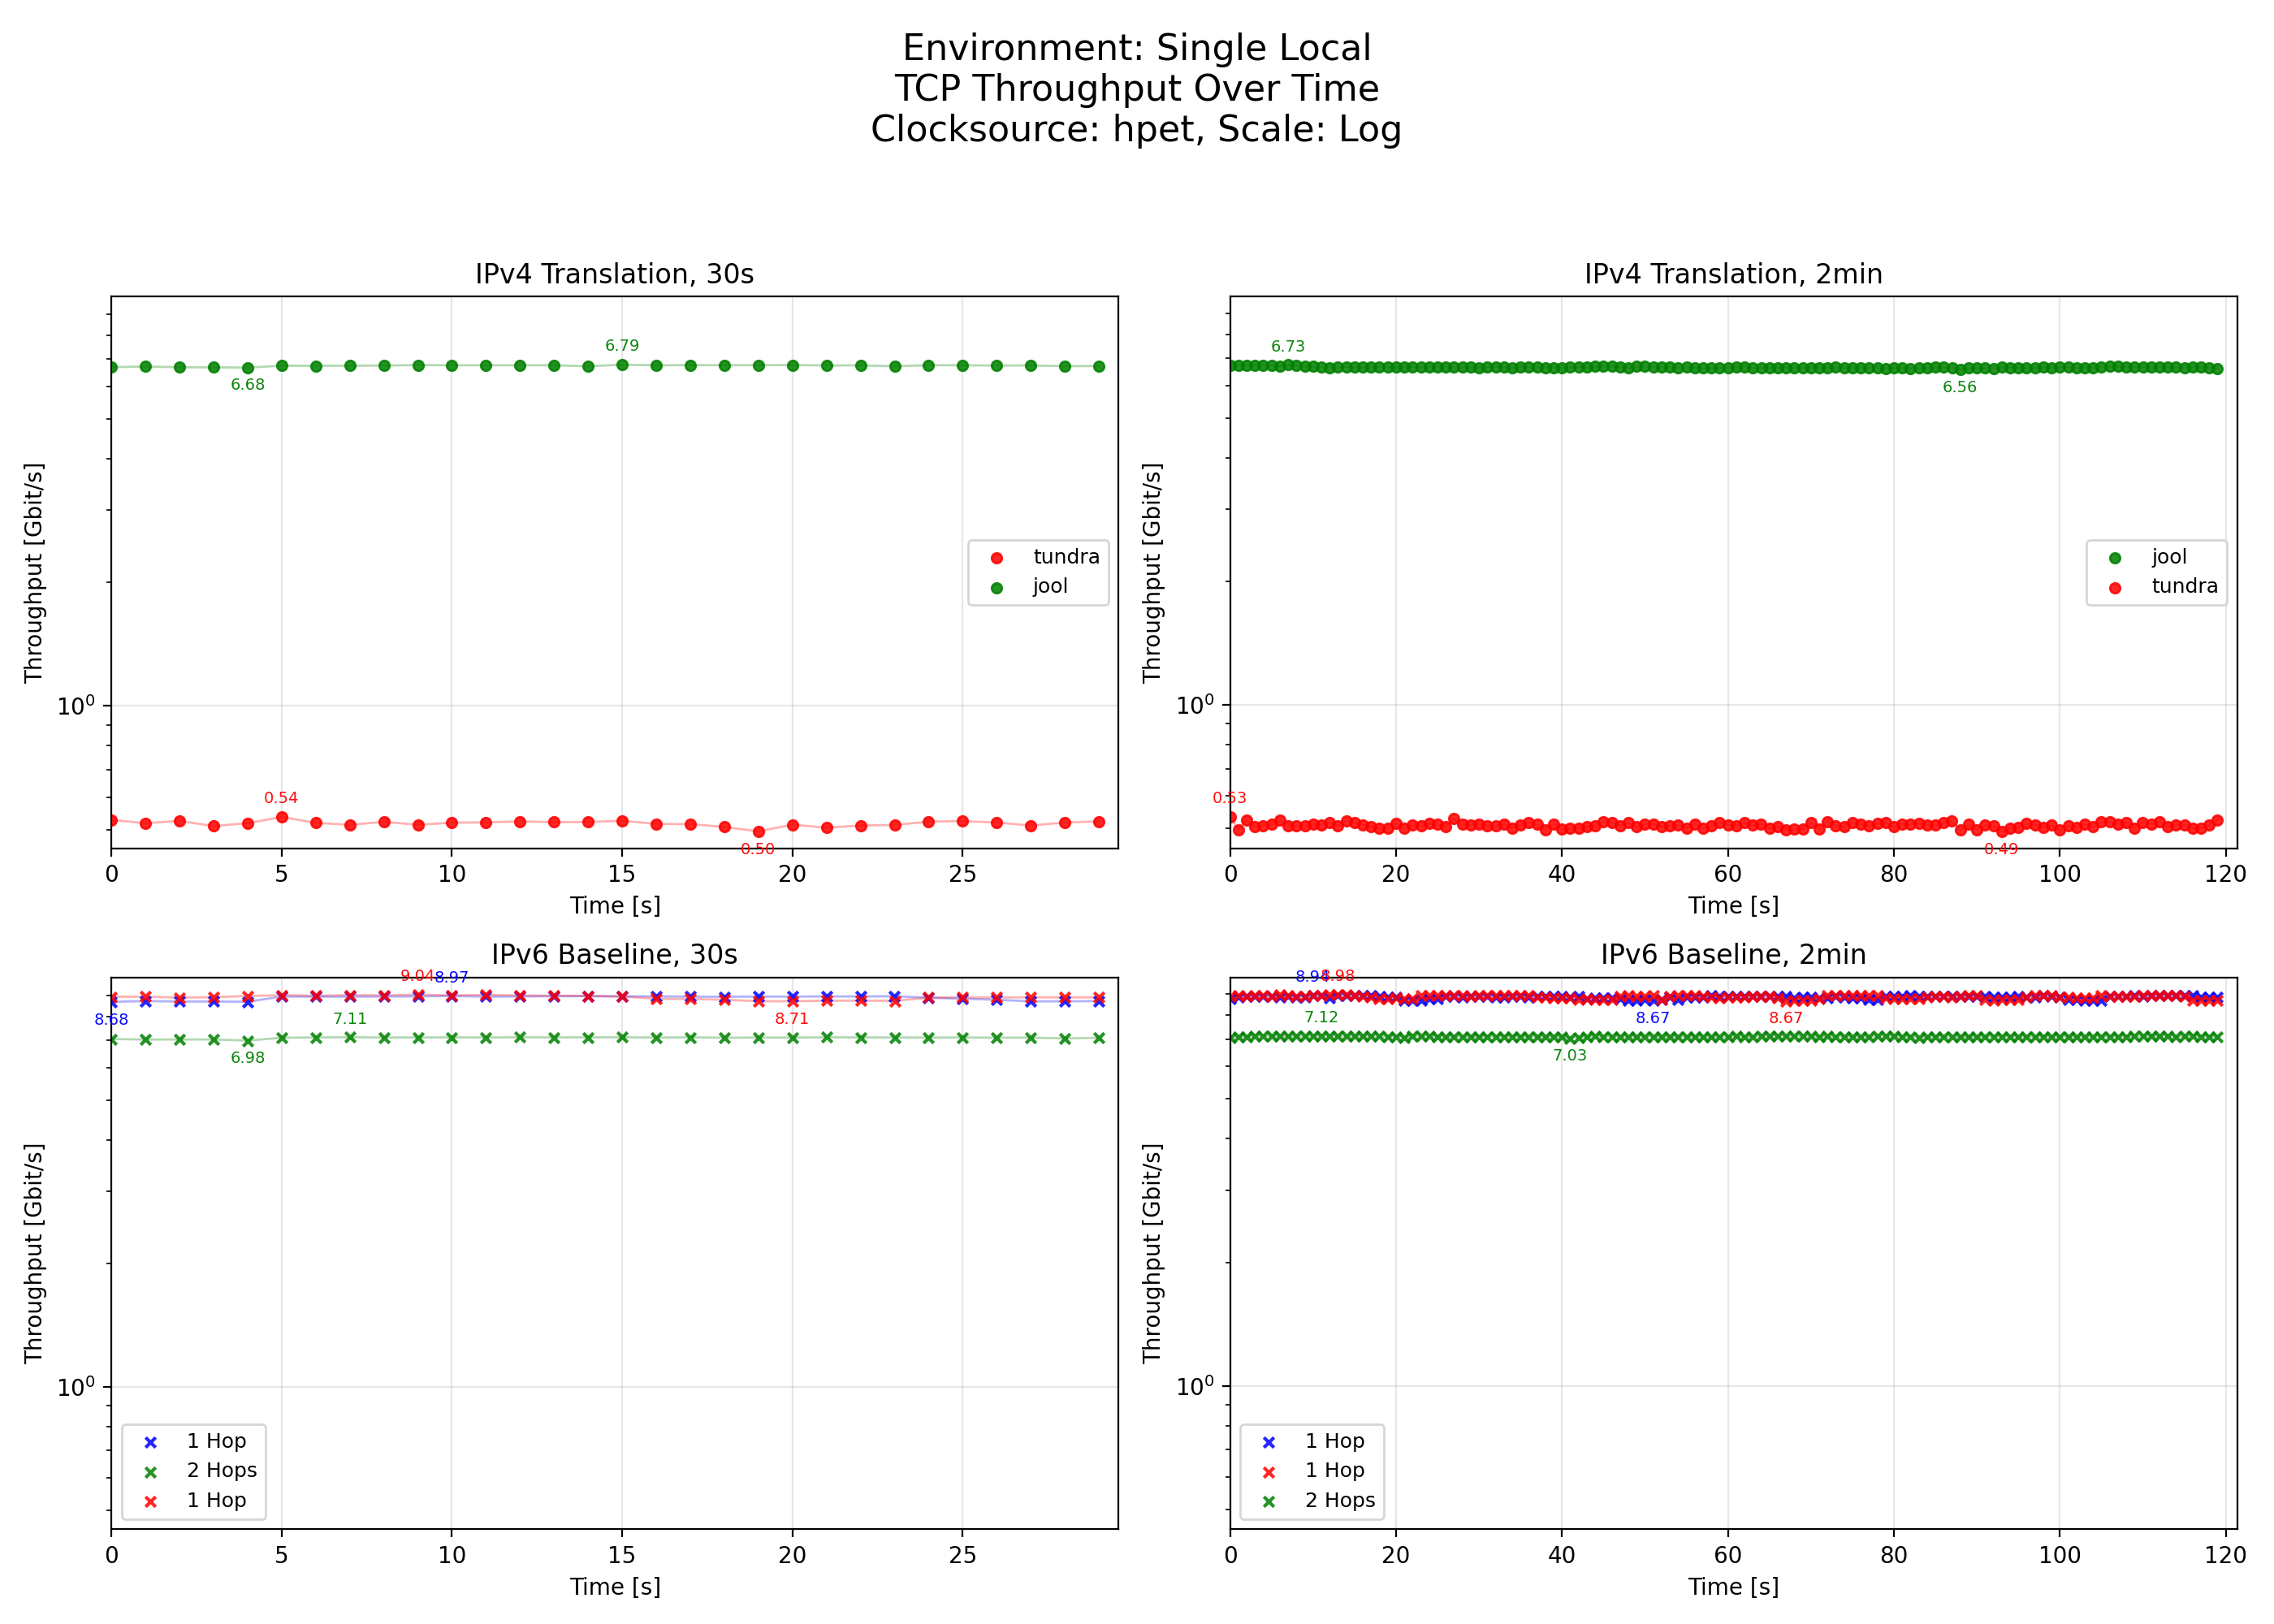 Environment: Single Local
TCP Throughput Over Time
Clocksource: hpet, Scale: Log
IPv4 Translation, 30s
6.79
6.68
Throughput [Gbit/s]
tundra
jool
10⁰
0.54
0.50
0 5 10 15 20 25
Time [s]
IPv4 Translation, 2min
6.73
6.56
Throughput [Gbit/s]
jool
tundra
10⁰
0.53
0.49
0 20 40 60 80 100 120
Time [s]
IPv6 Baseline, 30s
9.04 8.97
8.68 7.11 8.71
6.98
Throughput [Gbit/s]
10⁰
1 Hop
2 Hops
1 Hop
0 5 10 15 20 25
Time [s]
IPv6 Baseline, 2min
8.98
7.12 8.67 8.67
7.03
Throughput [Gbit/s]
10⁰
1 Hop
1 Hop
2 Hops
0 20 40 60 80 100 120
Time [s]